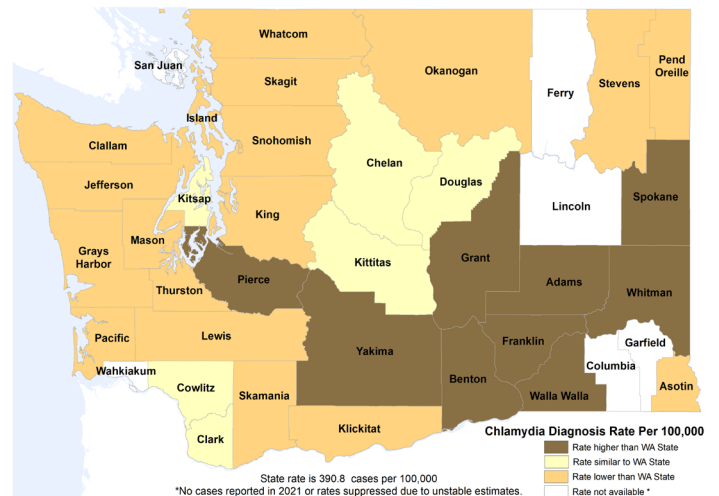 Whatcom
San Juan
Skagit
Okanogan
Ferry
Stevens
Pend
Oreille
Island
Snohomish
Clallam
Chelan
Douglas
Jefferson
Kitsap
King
Lincoln
Spokane
Mason
Grays
Harbor
Kittitas
Grant
Pierce
Adams
Whitman
Thurston
Pacific
Lewis
Yakima
Franklin
Garfield
Columbia
Wahkiakum
Cowlitz
Skamania
Benton
Walla Walla
Asotin
Clark
Klickitat
Chlamydia Diagnosis Rate Per 100,000
Rate higher than WA State
Rate similar to WA State
Rate lower than WA State
Rate not available *
State rate is 390.8 cases per 100,000
*No cases reported in 2021 or rates suppressed due to unstable estimates.